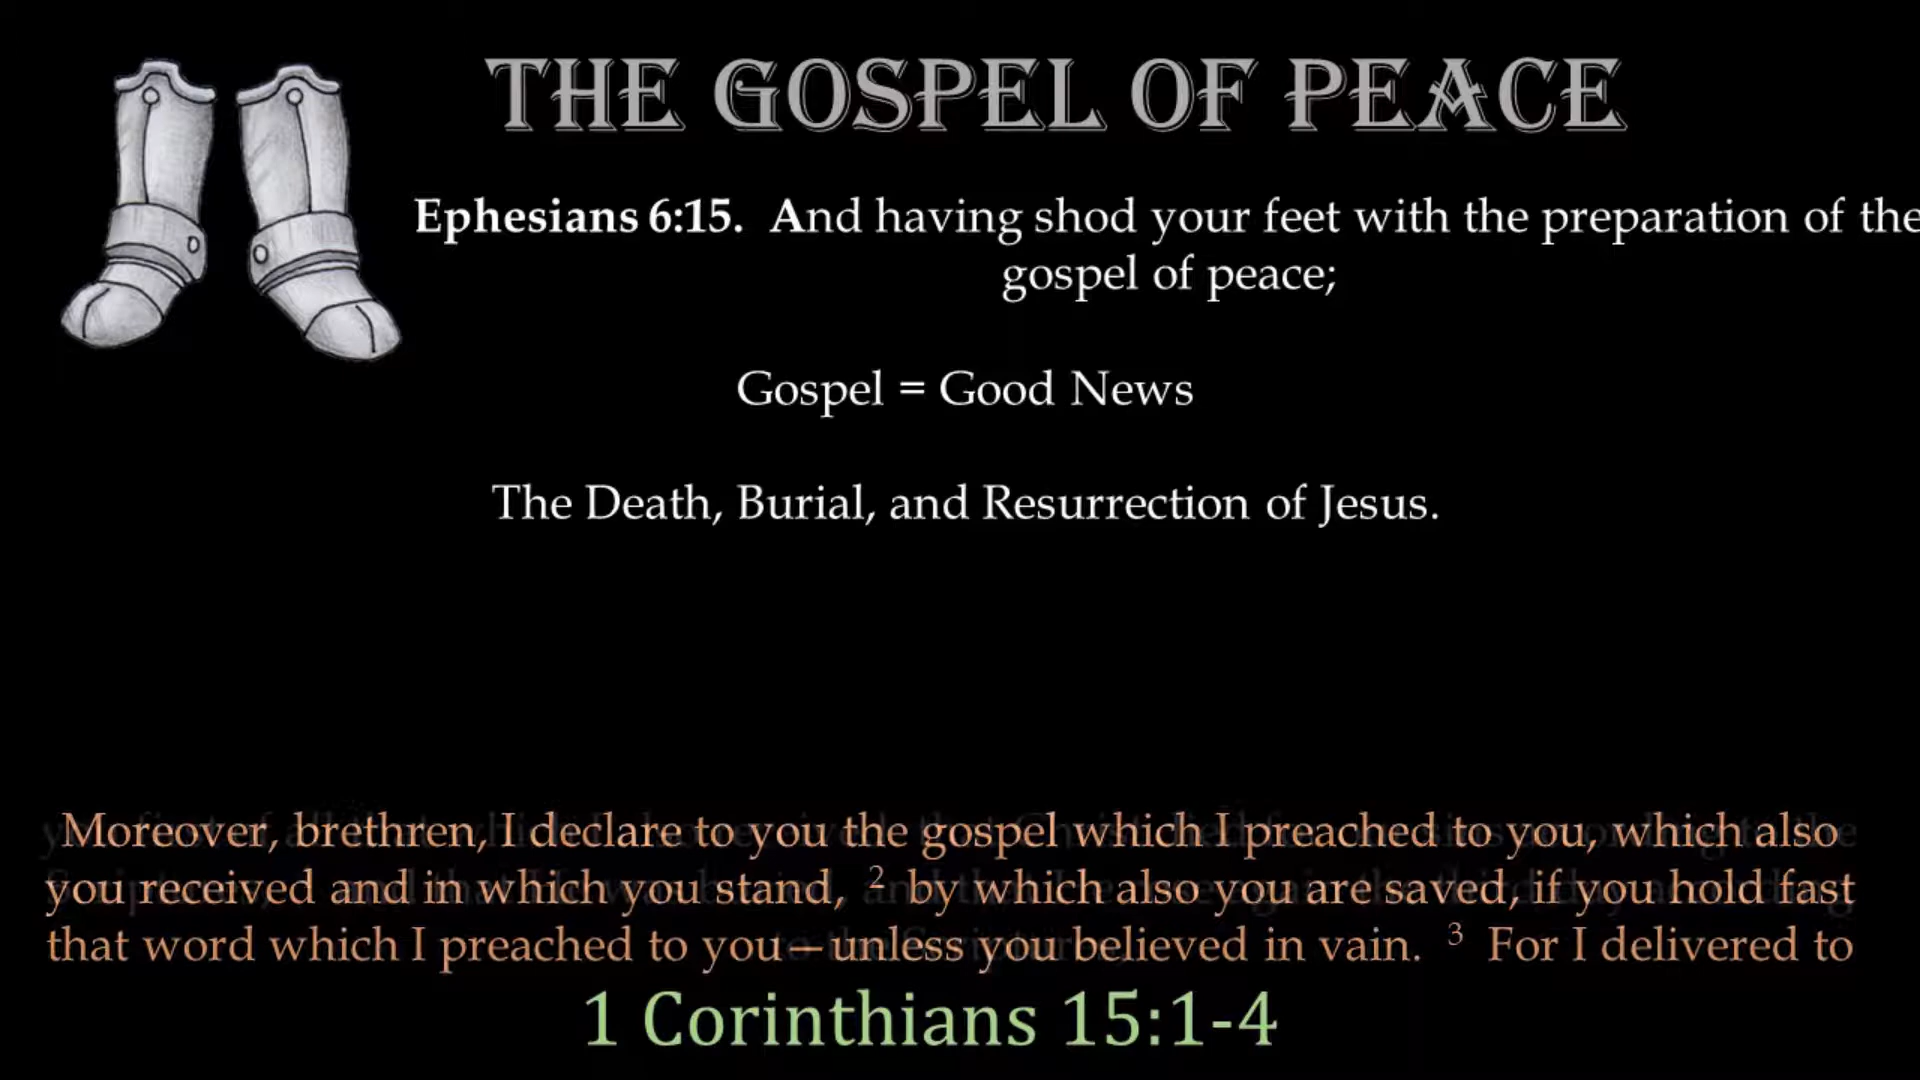 THE GOSPEL OF PEACE
Ephesians 6:15. And having shod your feet with the preparation of the
gospel of peace;
Gospel = Good News
The Death, Burial, and Resurrection of Jesus.
Moreover, brethren, I declare to you the gospel which I preached to you, which also
you received and in which you stand, 2 by which also you are saved, if you hold fast
that word which I preached to you—unless you believed in vain. 3 For I delivered to
1 Corinthians 15:1-4